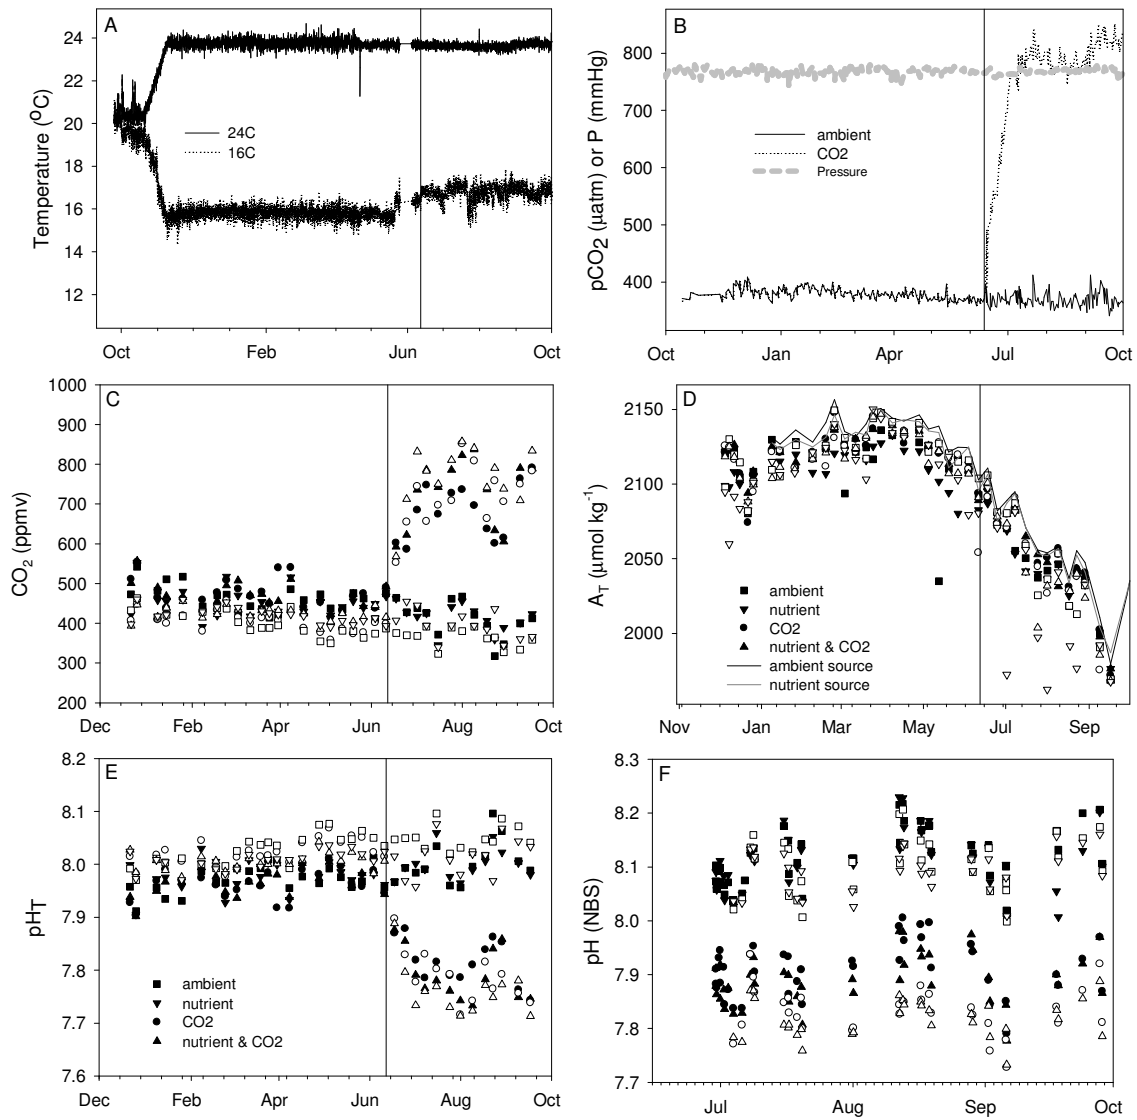 A
Temperature (°C)
24
22
20
18
16
14
12
24C
16C
Oct Feb Jun Oct
B
pCO2 (µatm) or P (mmHg)
800
700
600
500
400
ambient
CO2
Pressure
Oct Jan Apr Jul Oct
C
CO2 (ppmv)
1000
900
800
700
600
500
400
300
200
Dec Feb Apr Jun Aug Oct
D
AT (µmol kg-1)
2150
2100
2050
2000
ambient
nutrient
CO2
nutrient & CO2
ambient source
nutrient source
Nov Jan Mar May Jul Sep
E
pHT
8.2
8.1
8.0
7.9
7.8
7.7
7.6
ambient
nutrient
CO2
nutrient & CO2
Dec Feb Apr Jun Aug Oct
F
pH (NBS)
8.3
8.2
8.1
8.0
7.9
7.8
7.7
Jul Aug Sep Oct